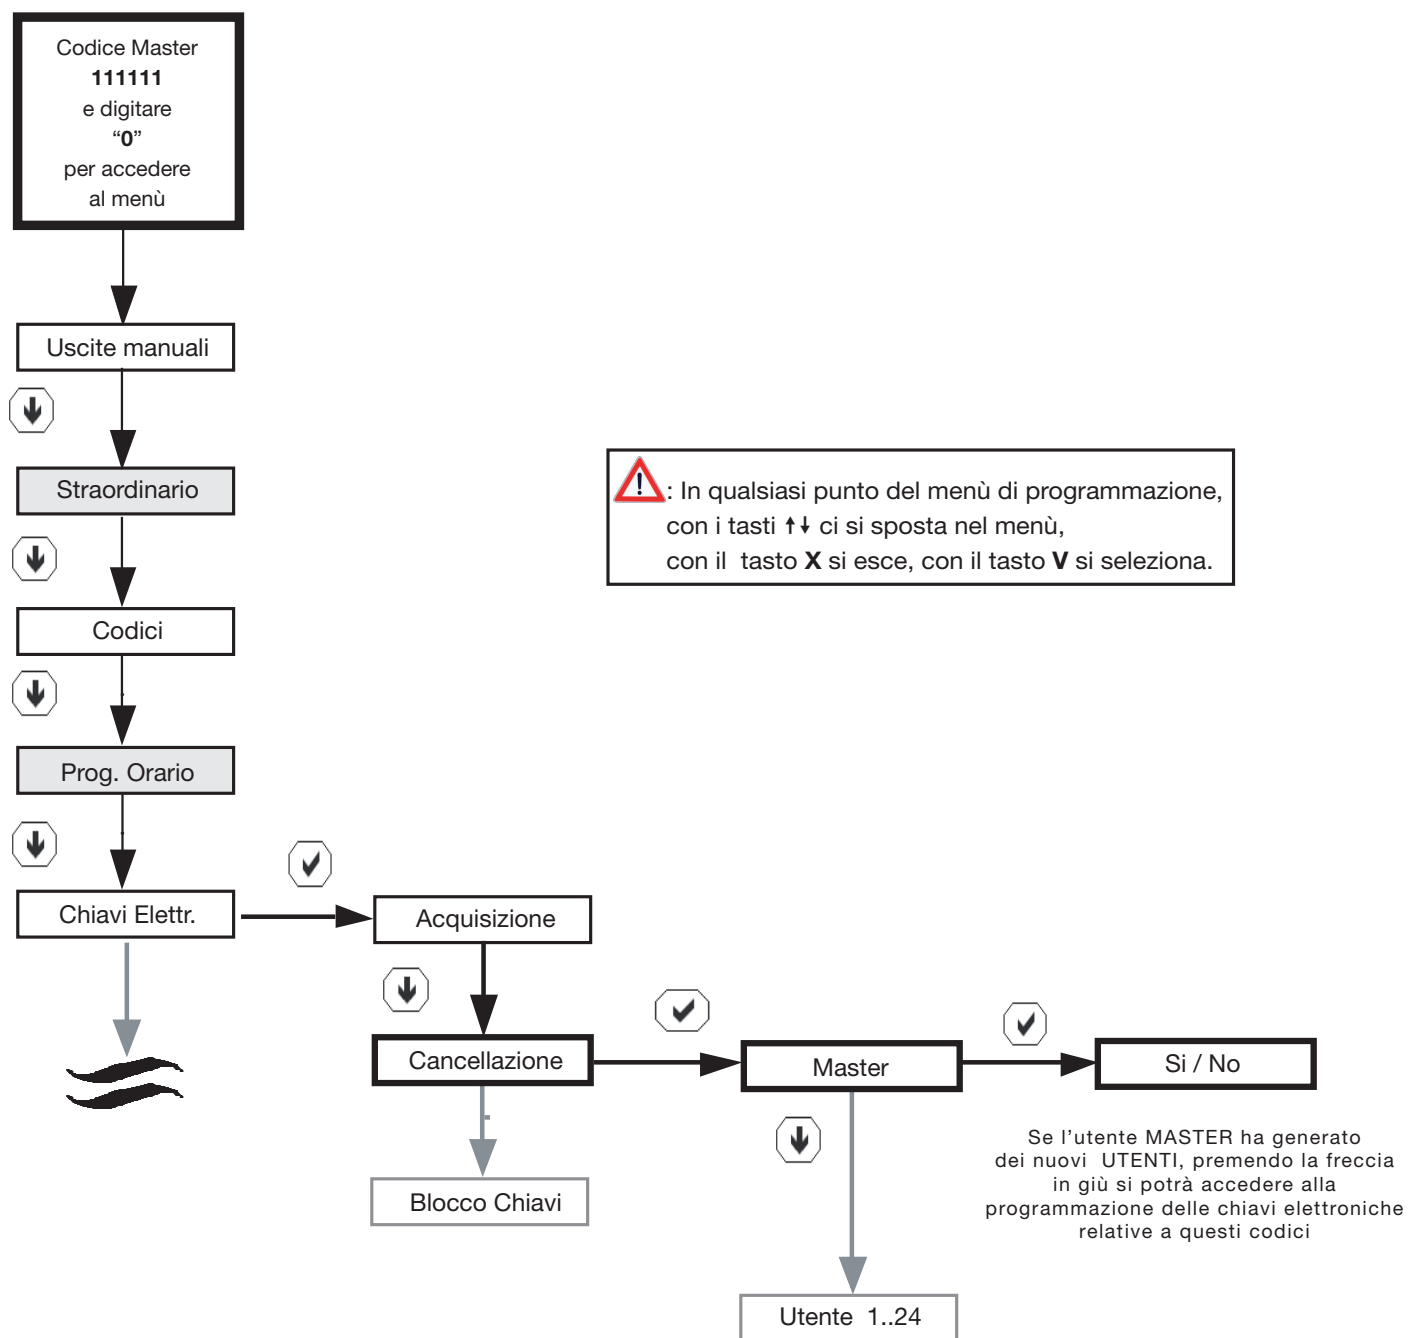 Codice Master
111111
e digitare
“0”
per accedere
al menù
Uscite manuali
Straordinario
: In qualsiasi punto del menù di programmazione,
con i tasti ↑↓ ci si sposta nel menù,
con il tasto X si esce, con il tasto V si seleziona.
Codici
Prog. Orario
Chiavi Elettr.
Acquisizione
Cancellazione
Master
Si / No
Se l’utente MASTER ha generato
dei nuovi UTENTI, premendo la freccia
in giù si potrà accedere alla
programmazione delle chiavi elettroniche
relative a questi codici
Blocco Chiavi
Utente 1..24